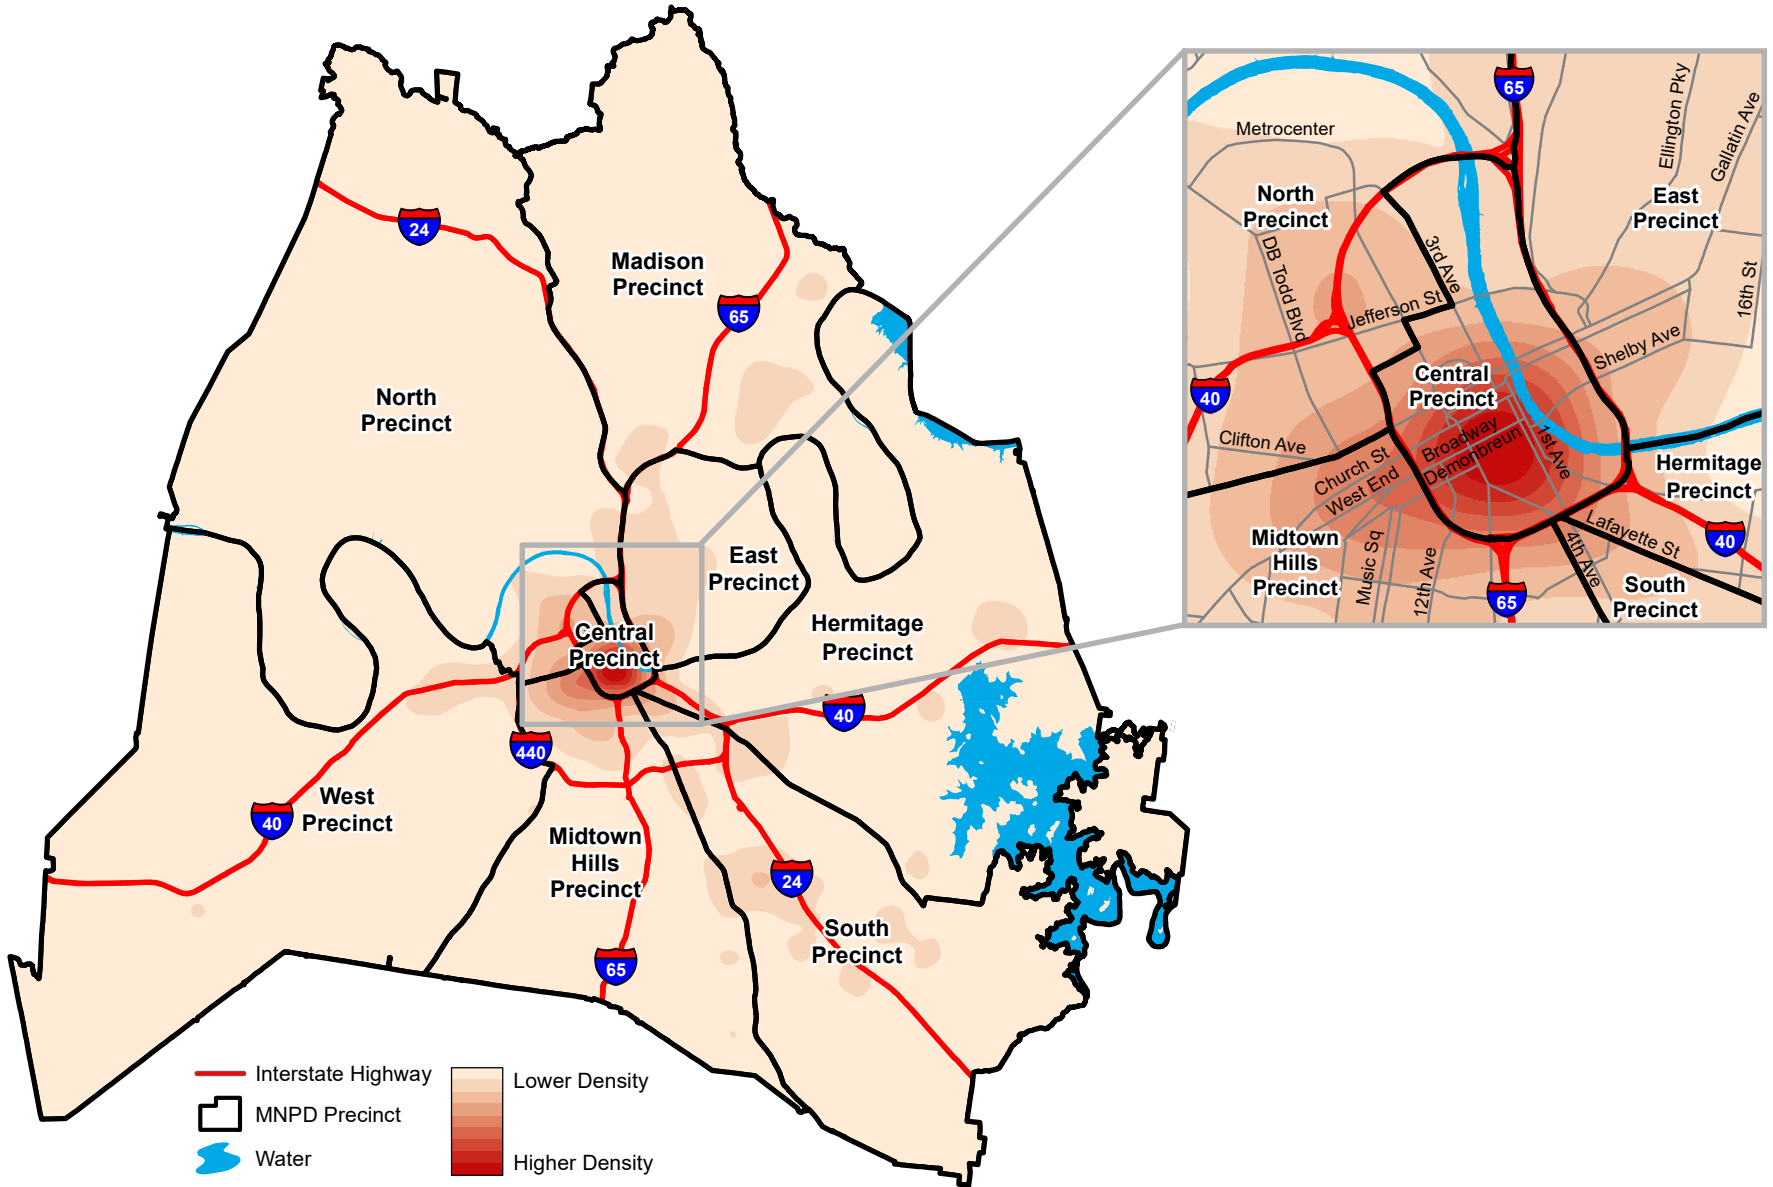 24
Madison
Precinct
65
North
Precinct
East
Precinct
Central
Precinct
Hermitage
Precinct
40
440
West
Precinct
40
Midtown
Hills
Precinct
24
South
Precinct
65
Interstate Highway
MNPD Precinct
Water
Lower Density
Higher Density
65
Metrocenter
Ellington Pky
Gallatin Ave
North
Precinct
East
Precinct
DB Todd Blvd
3rd Ave
16th St
Jefferson St
Shelby Ave
Central
Precinct
40
Clifton Ave
Broadway
Demonbreun
1st Ave
Church St
West End
Hermitage
Precinct
Midtown
Hills
Precinct
Music Sq
12th Ave
4th Ave
Lafayette St
40
65
South
Precinct